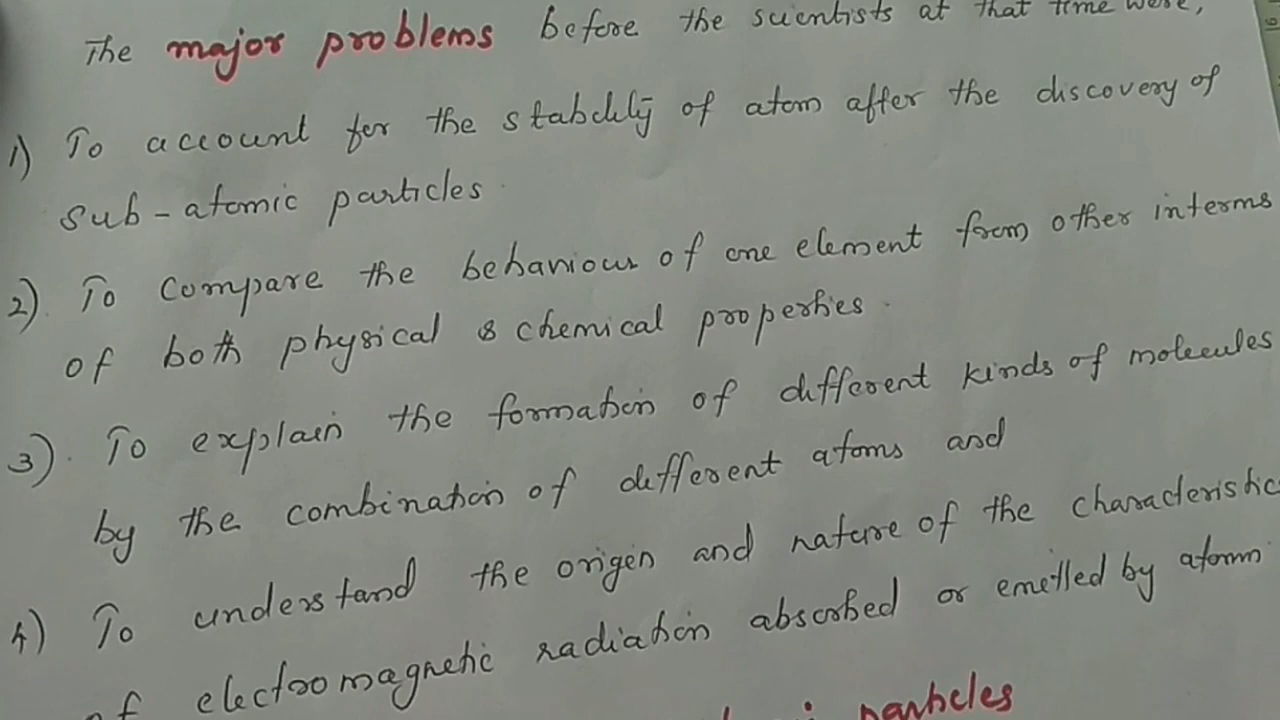 The major problems before the scientists at that time were,
1) To account for the stability of atom after the discovery of
sub-atomic particles
2). To compare the behaviour of one element from other interms
of both physical & chemical properties.
3). To explain the formation of different kinds of molecules
by the combination of different atoms and
4) To understand the origin and nature of the characteristic
of electromagnetic radiation absorbed or emitted by atom
particles